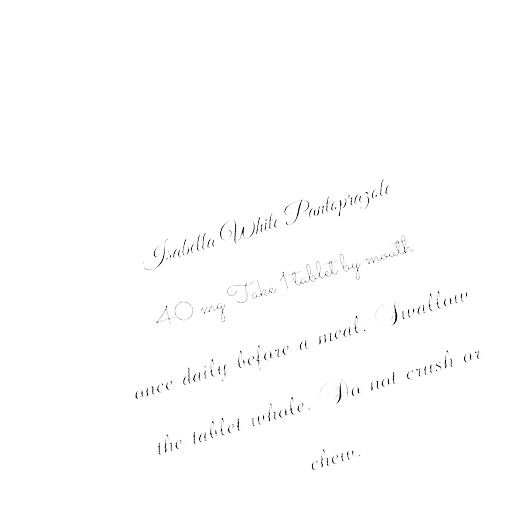 Isabella White Pantoprazole
40 mg Take 1 tablet by mouth
once daily before a meal. Swallow
the tablet whole. Do not crush or
chew.